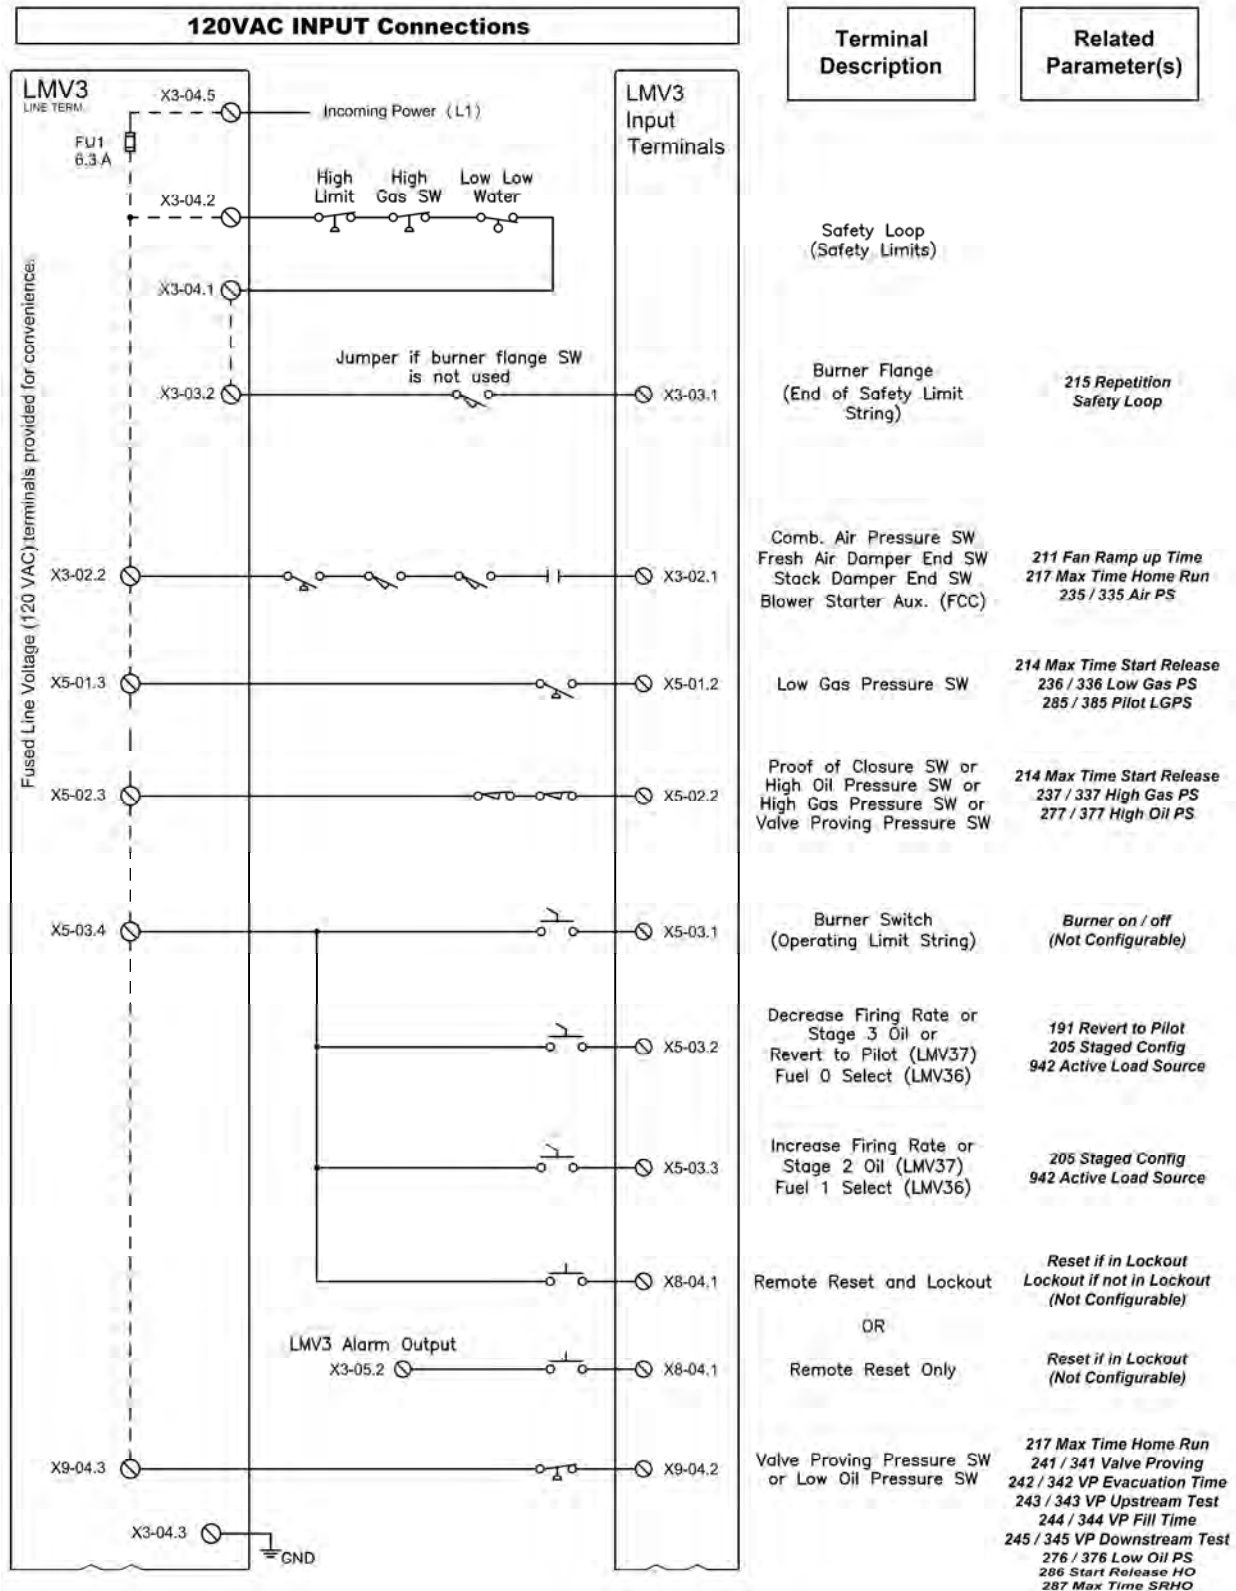 120VAC INPUT Connections
Terminal
Description
Related
Parameter(s)
LMV3
LINE TERM.
X3-04.5
Incoming Power (L1)
LMV3
Input
Terminals
FU1
6.3 A
High
Limit
High
Gas SW
Low Low
Water
X3-04.2
Safety Loop
(Safety Limits)
X3-04.1
Fused Line Voltage (120 VAC) terminals provided for convenience.
Jumper if burner flange SW
is not used
X3-03.2
X3-03.1
Burner Flange
(End of Safety Limit
String)
215 Repetition
Safety Loop
X3-02.2
X3-02.1
Comb. Air Pressure SW
Fresh Air Damper End SW
Stack Damper End SW
Blower Starter Aux. (FCC)
211 Fan Ramp up Time
217 Max Time Home Run
235 / 335 Air PS
X5-01.3
X5-01.2
Low Gas Pressure SW
214 Max Time Start Release
236 / 336 Low Gas PS
285 / 385 Pilot LGPS
X5-02.3
X5-02.2
Proof of Closure SW or
High Oil Pressure SW or
High Gas Pressure SW or
Valve Proving Pressure SW
214 Max Time Start Release
237 / 337 High Gas PS
277 / 377 High Oil PS
X5-03.4
X5-03.1
Burner Switch
(Operating Limit String)
Burner on / off
(Not Configurable)
X5-03.2
Decrease Firing Rate or
Stage 3 Oil or
Revert to Pilot (LMV37)
Fuel 0 Select (LMV36)
191 Revert to Pilot
205 Staged Config
942 Active Load Source
X5-03.3
Increase Firing Rate or
Stage 2 Oil (LMV37)
Fuel 1 Select (LMV36)
205 Staged Config
942 Active Load Source
X8-04.1
Remote Reset and Lockout
Reset if in Lockout
Lockout if not in Lockout
(Not Configurable)
OR
LMV3 Alarm Output
X3-05.2
X8-04.1
Remote Reset Only
Reset if in Lockout
(Not Configurable)
X9-04.3
X9-04.2
Valve Proving Pressure SW
or Low Oil Pressure SW
217 Max Time Home Run
241 / 341 Valve Proving
242 / 342 VP Evacuation Time
243 / 343 VP Upstream Test
244 / 344 VP Fill Time
245 / 345 VP Downstream Test
276 / 376 Low Oil PS
286 Start Release HO
287 Max Time SRHO
X3-04.3
GND